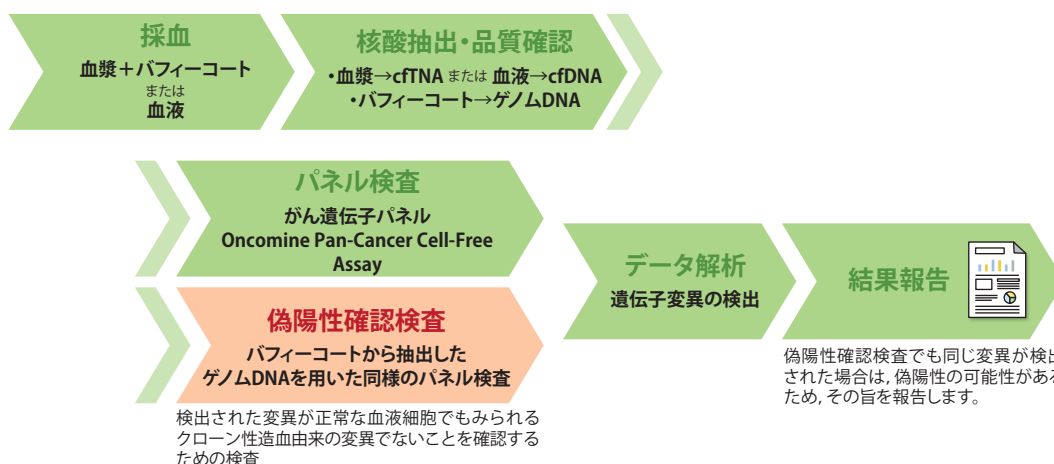 採血
血漿＋バフィーコート
または
血液
核酸抽出・品質確認
・血漿→cfTNA または 血液→cfDNA
・バフィーコート→ゲノムDNA
パネル検査
がん遺伝子パネル
Oncomine Pan-Cancer Cell-Free
Assay
偽陽性確認検査
バフィーコートから抽出した
ゲノムDNAを用いた同様のパネル検査
検出された変異が正常な血液細胞でもみられる
クローン性造血由来の変異でないことを確認する
ための検査
データ解析
遺伝子変異の検出
結果報告
偽陽性確認検査でも同じ変異が検出
された場合は, 偽陽性の可能性がある
ため, その旨を報告します。